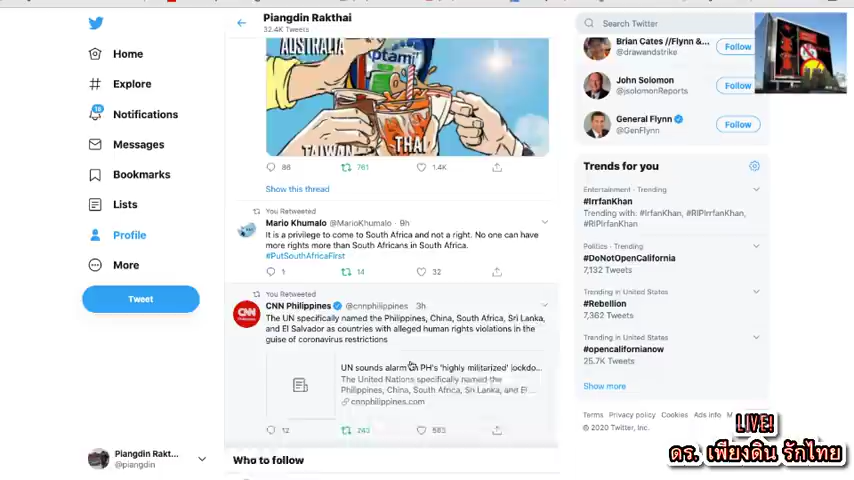 Piangdin Rakthai
32.4K Tweets
Home
Explore
Notifications
Messages
Bookmarks
Lists
Profile
More
Tweet
Piangdin Rakt...
@piangdin
AUSTRALIA
TAIWAN
THAI
86
761
1.4K
Show this thread
You Retweeted
Mario Khumalo @MarioKhumalo · 9h
It is a privilege to come to South Africa and not a right. No one can have
more rights more than South Africans in South Africa.
#PutSouthAfricaFirst
1
14
32
You Retweeted
CNN Philippines @cnnphilippines · 3h
The UN specifically named the Philippines, China, South Africa, Sri Lanka,
and El Salvador as countries with alleged human rights violations in the
guise of coronavirus restrictions
UN sounds alarm on PH's 'highly militarized' lockdo...
The United Nations specifically named the
Philippines, China, South Africa, Sri Lanka, and El ...
cnnphilippines.com
12
243
583
Who to follow
Search Twitter
Brian Cates //Flynn &...
@drawandstrike
Follow
John Solomon
@jsolomonReports
Follow
General Flynn
@GenFlynn
Follow
Trends for you
Entertainment · Trending
#IrrfanKhan
Trending with: #IrfanKhan, #RIPIrrfanKhan,
#RIPIrfanKhan
Politics · Trending
#DoNotOpenCalifornia
7,132 Tweets
Trending in United States
#Rebellion
7,362 Tweets
Trending in United States
#opencalifornianow
25.7K Tweets
Show more
Terms Privacy policy Cookies Ads info
© 2020 Twitter, Inc.
LIVE!
ดร. เพียงดิน รักไทย